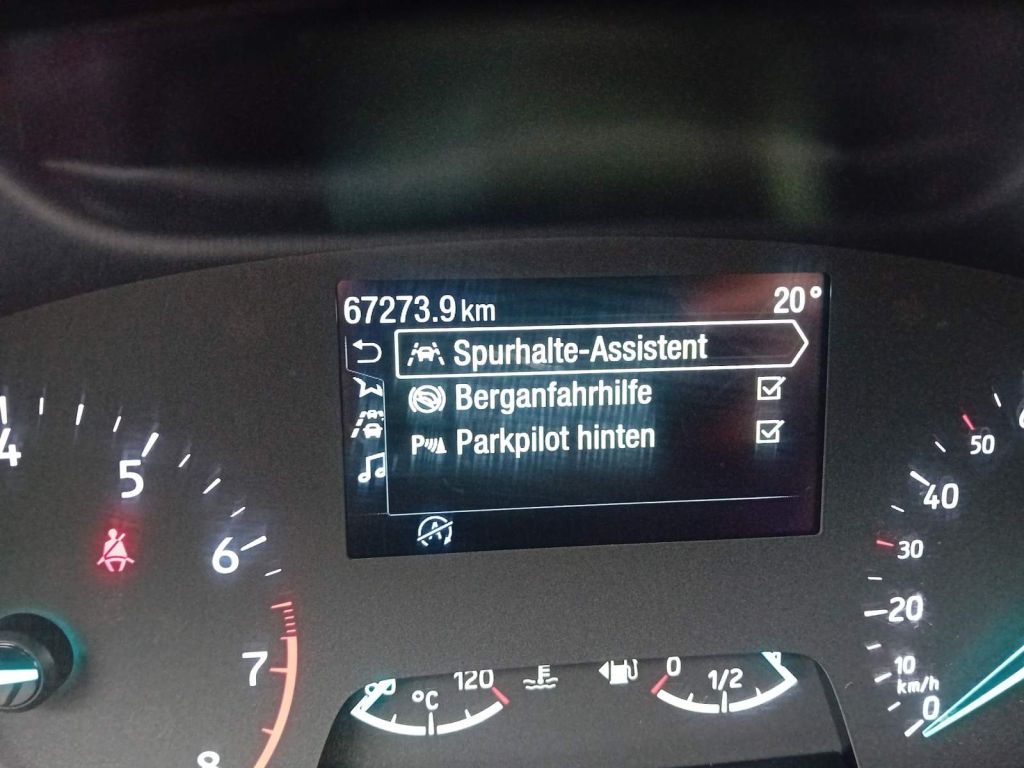 67273.9 km 20°
Spurhalte-Assistent
Berganfahrhilfe
P Parkpilot hinten
A
4
5
6
7
8
°C 120
0 1/2
50
40
30
20
10
km/h
0